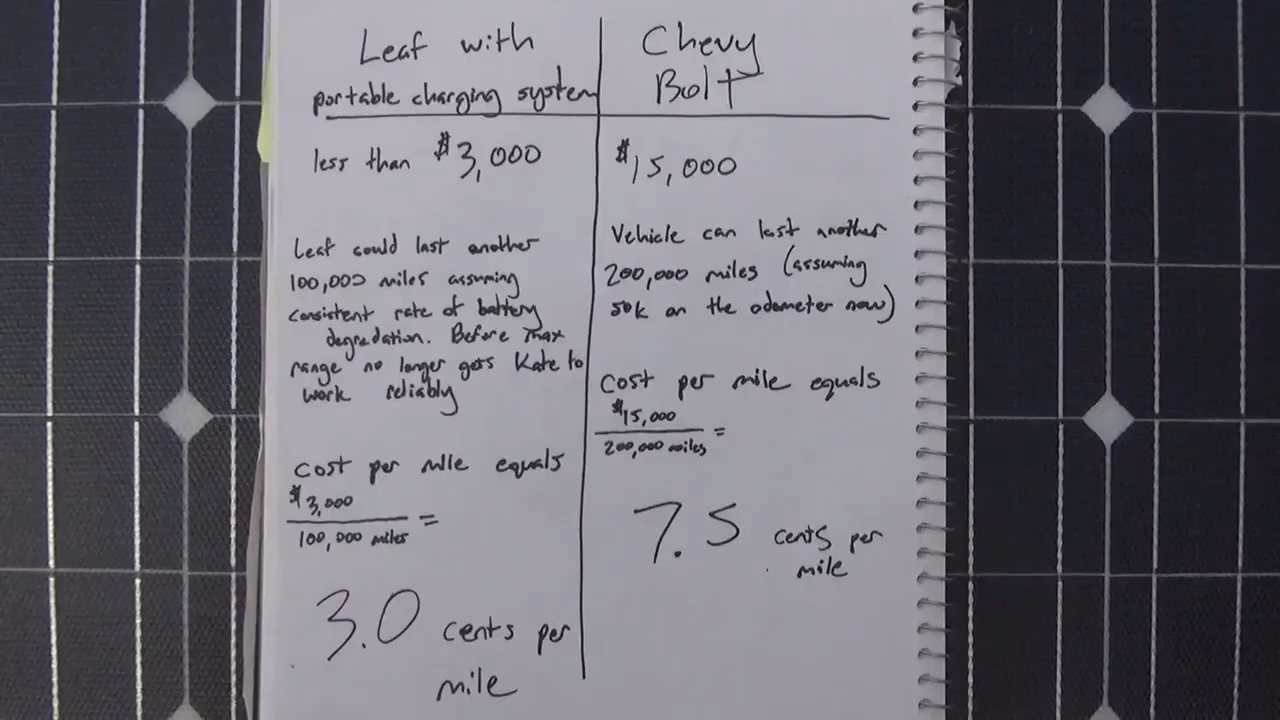 Leaf with
portable charging system
less than $3,000
Leaf could last another
100,000 miles assuming
consistent rate of battery
degredation. Before max
range no longer gets Kate to
work reliably
Cost per mile equals
$3,000
100,000 miles =
3.0 cents per
mile
Chevy
Bolt
$15,000
Vehicle can last another
200,000 miles (assuming
50k on the odometer now)
Cost per mile equals
$15,000
200,000 miles =
7.5 cents per
mile